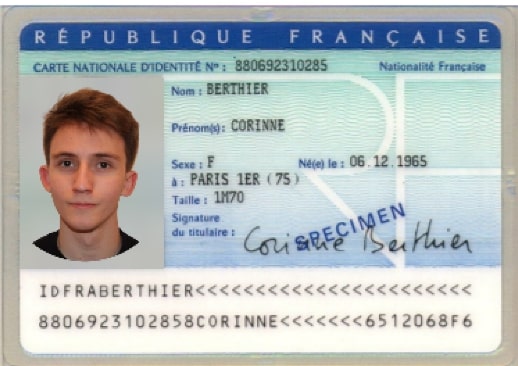 RÉPUBLIQUE FRANÇAISE
CARTE NATIONALE D'IDENTITÉ Nº : 880692310285 Nationalité Française
Nom : BERTHIER
Prénom(s): CORINNE
Sexe : F Né(e) le : 06.12.1965
à : PARIS 1ER (75)
Taille : 1M70
Signature
du titulaire : Corinne Berthier
SPECIMEN
IDFRABERTHIER<<<<<<<<<<<<<<<<<<<<<<<
8806923102858CORINNE<<<<<<<6512068F6